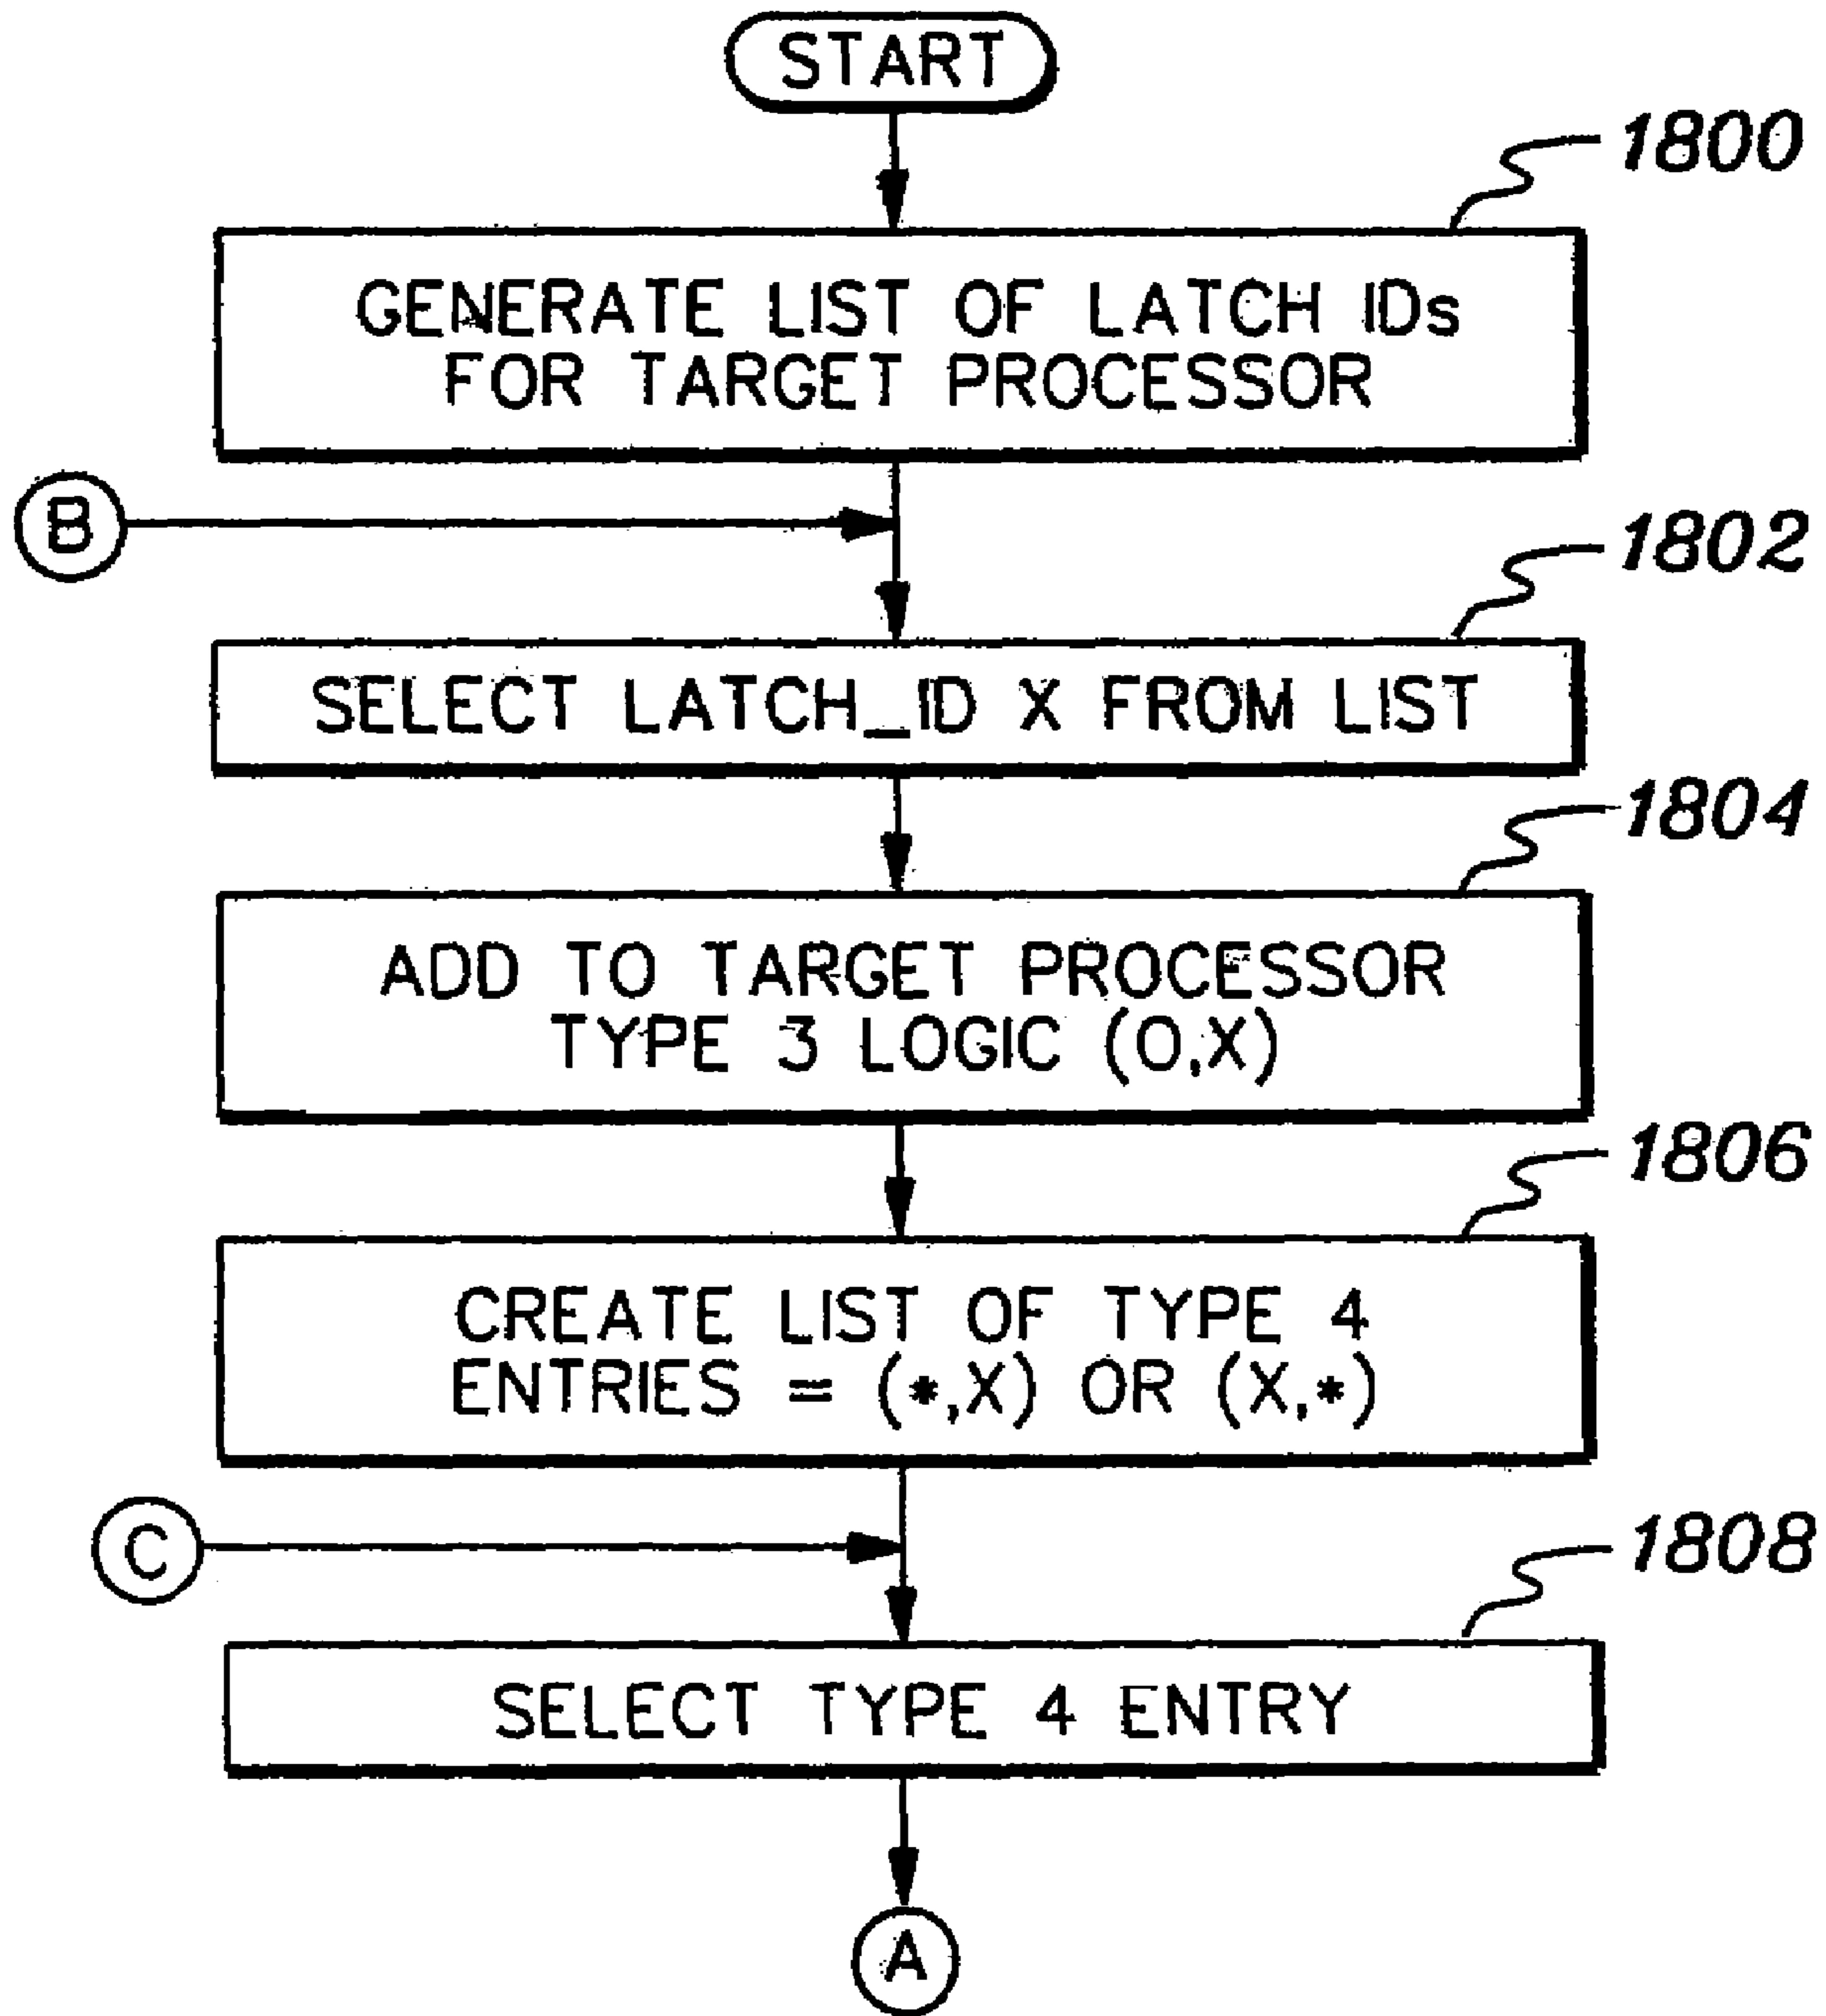 START
1800
GENERATE LIST OF LATCH IDs
FOR TARGET PROCESSOR
B
1802
SELECT LATCH_ID X FROM LIST
1804
ADD TO TARGET PROCESSOR
TYPE 3 LOGIC (0,X)
1806
CREATE LIST OF TYPE 4
ENTRIES = (*,X) OR (X,*)
C
1808
SELECT TYPE 4 ENTRY
A